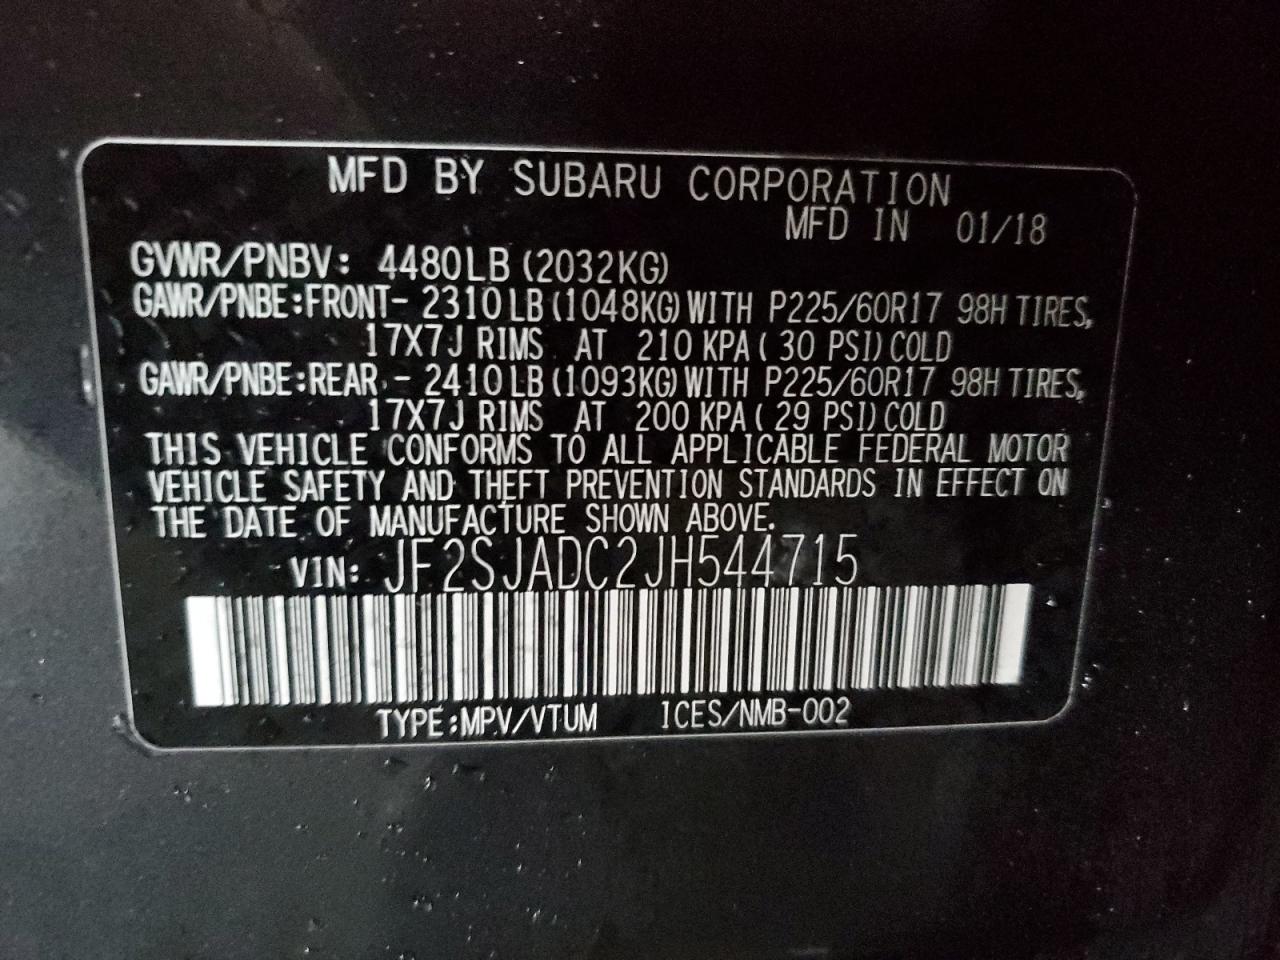 MFD BY SUBARU CORPORATION
MFD IN 01/18
GVWR/PNBV: 4480LB (2032KG)
GAWR/PNBE:FRONT- 2310LB (1048KG) WITH P225/60R17 98H TIRES,
17X7J RIMS AT 210 KPA ( 30 PSI) COLD
GAWR/PNBE:REAR - 2410LB (1093KG) WITH P225/60R17 98H TIRES,
17X7J RIMS AT 200 KPA ( 29 PSI) COLD
THIS VEHICLE CONFORMS TO ALL APPLICABLE FEDERAL MOTOR
VEHICLE SAFETY AND THEFT PREVENTION STANDARDS IN EFFECT ON
THE DATE OF MANUFACTURE SHOWN ABOVE.
VIN: JF2SJADC2JH544715
TYPE:MPV/VTUM ICES/NMB-002